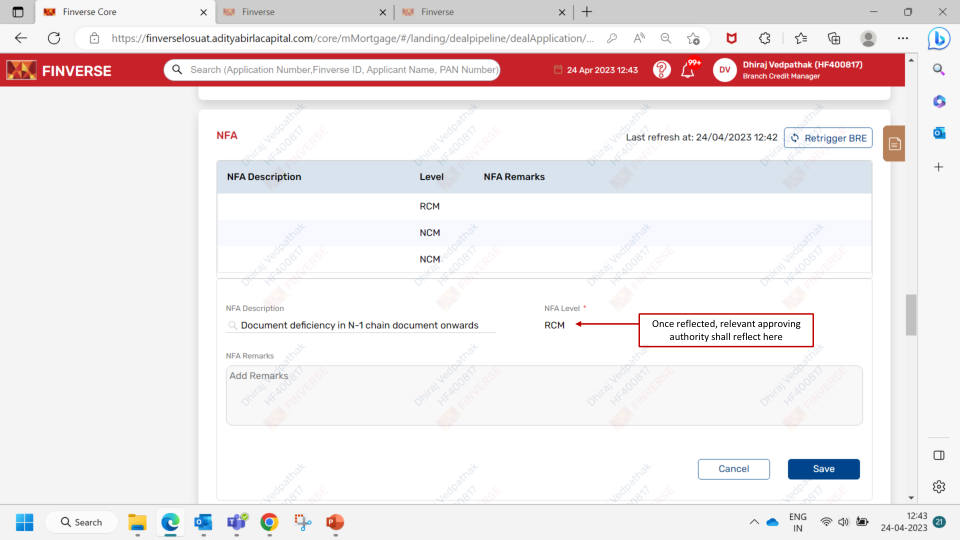 Finverse Core
Finverse
Finverse
https://finverselosuat.adityabirlacapital.com/core/mMortgage/#/landing/dealpipeline/dealApplication/...
FINVERSE
Search (Application Number,Finverse ID, Applicant Name, PAN Number)
24 Apr 2023 12:43
99+
DV
Dhiraj Vedpathak (HF400817)
Branch Credit Manager
NFA
Last refresh at: 24/04/2023 12:42
Retrigger BRE
NFA Description Level NFA Remarks
RCM
NCM
NCM
NFA Description
Document deficiency in N-1 chain document onwards
NFA Level *
RCM
Once reflected, relevant approving
authority shall reflect here
NFA Remarks
Add Remarks
Cancel
Save
Dhiraj Vedpathak
HF400817
FINVERSE
Search
ENG
IN
12:43
24-04-2023
21